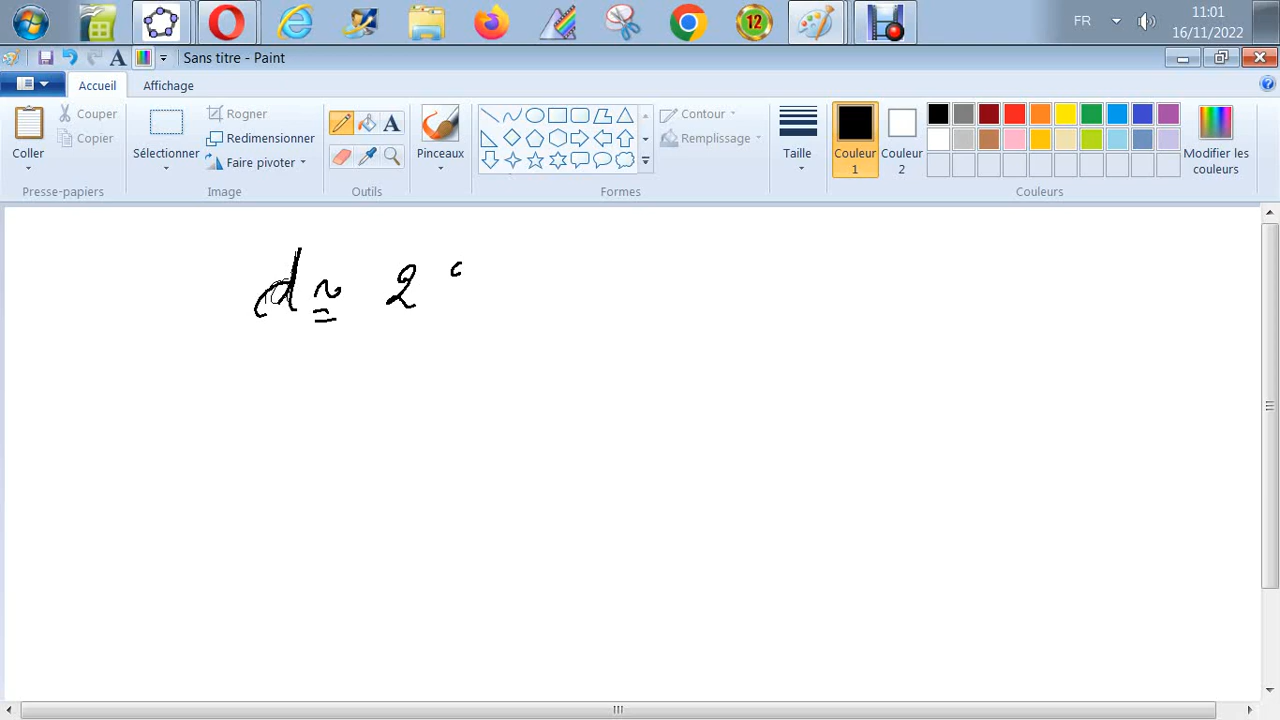 12
FR
11:01
16/11/2022
Sans titre - Paint
Accueil
Affichage
Coller
Couper
Copier
Presse-papiers
Sélectionner
Rogner
Redimensionner
Faire pivoter
Image
A
Outils
Pinceaux
Contour
Remplissage
Formes
Taille
Couleur
1
Couleur
2
Modifier les
couleurs
Couleurs
d ≅ 2